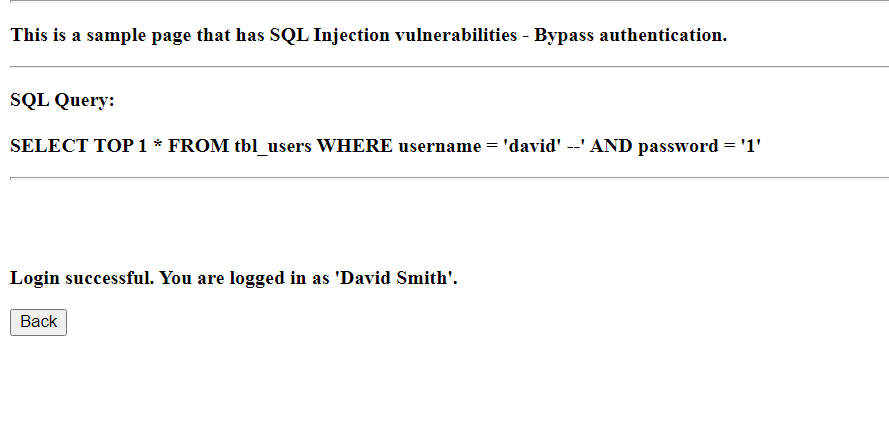 This is a sample page that has SQL Injection vulnerabilities - Bypass authentication.
SQL Query:
SELECT TOP 1 * FROM tbl_users WHERE username = 'david' --' AND password = '1'
Login successful. You are logged in as 'David Smith'.
Back